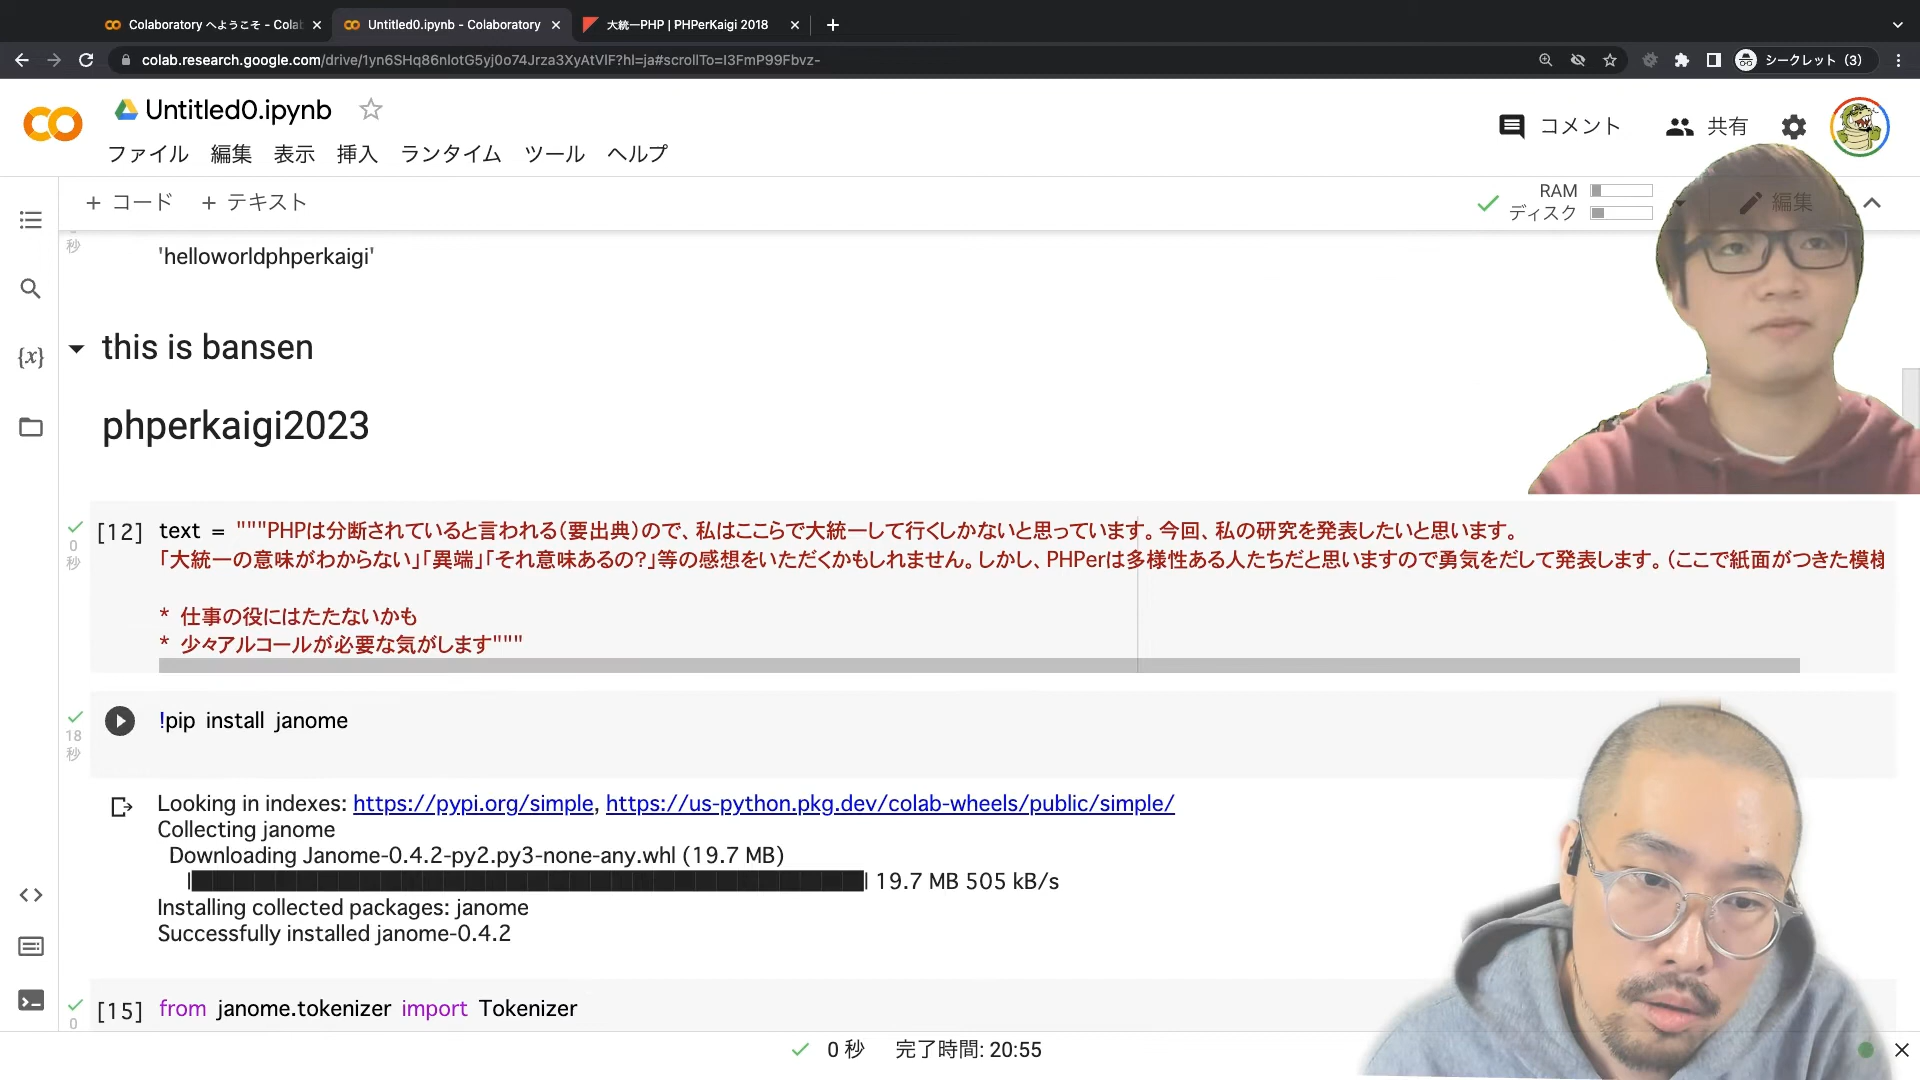 Colaboratory へようこそ - Colab
Untitled0.ipynb - Colaboratory
大統一PHP | PHPerKaigi 2018
colab.research.google.com/drive/1yn6SHq86nlotG5yj0o74Jrza3XyAtVlF?hl=ja#scrollTo=I3FmP99Fbvz-
シークレット (3)
Untitled0.ipynb
コメント
共有
ファイル 編集 表示 挿入 ランタイム ツール ヘルプ
+ コード + テキスト
RAM
ディスク
編集
秒
'helloworldphperkaigi'
{x}
this is bansen
phperkaigi2023
0
秒
[12] text = """PHPは分断されていると言われる(要出典)ので、私はここらで大統一して行くしかないと思っています。今回、私の研究を発表したいと思います。
「大統一の意味がわからない」「異端」「それ意味あるの?」等の感想をいただくかもしれません。しかし、PHPerは多様性ある人たちだと思いますので勇気をだして発表します。(ここで紙面がつきた模様
* 仕事の役にはたたないかも
* 少々アルコールが必要な気がします"""
18
秒
!pip install janome
Looking in indexes: https://pypi.org/simple, https://us-python.pkg.dev/colab-wheels/public/simple/
Collecting janome
Downloading Janome-0.4.2-py2.py3-none-any.whl (19.7 MB)
19.7 MB 505 kB/s
Installing collected packages: janome
Successfully installed janome-0.4.2
0
[15] from janome.tokenizer import Tokenizer
0 秒 完了時間: 20:55